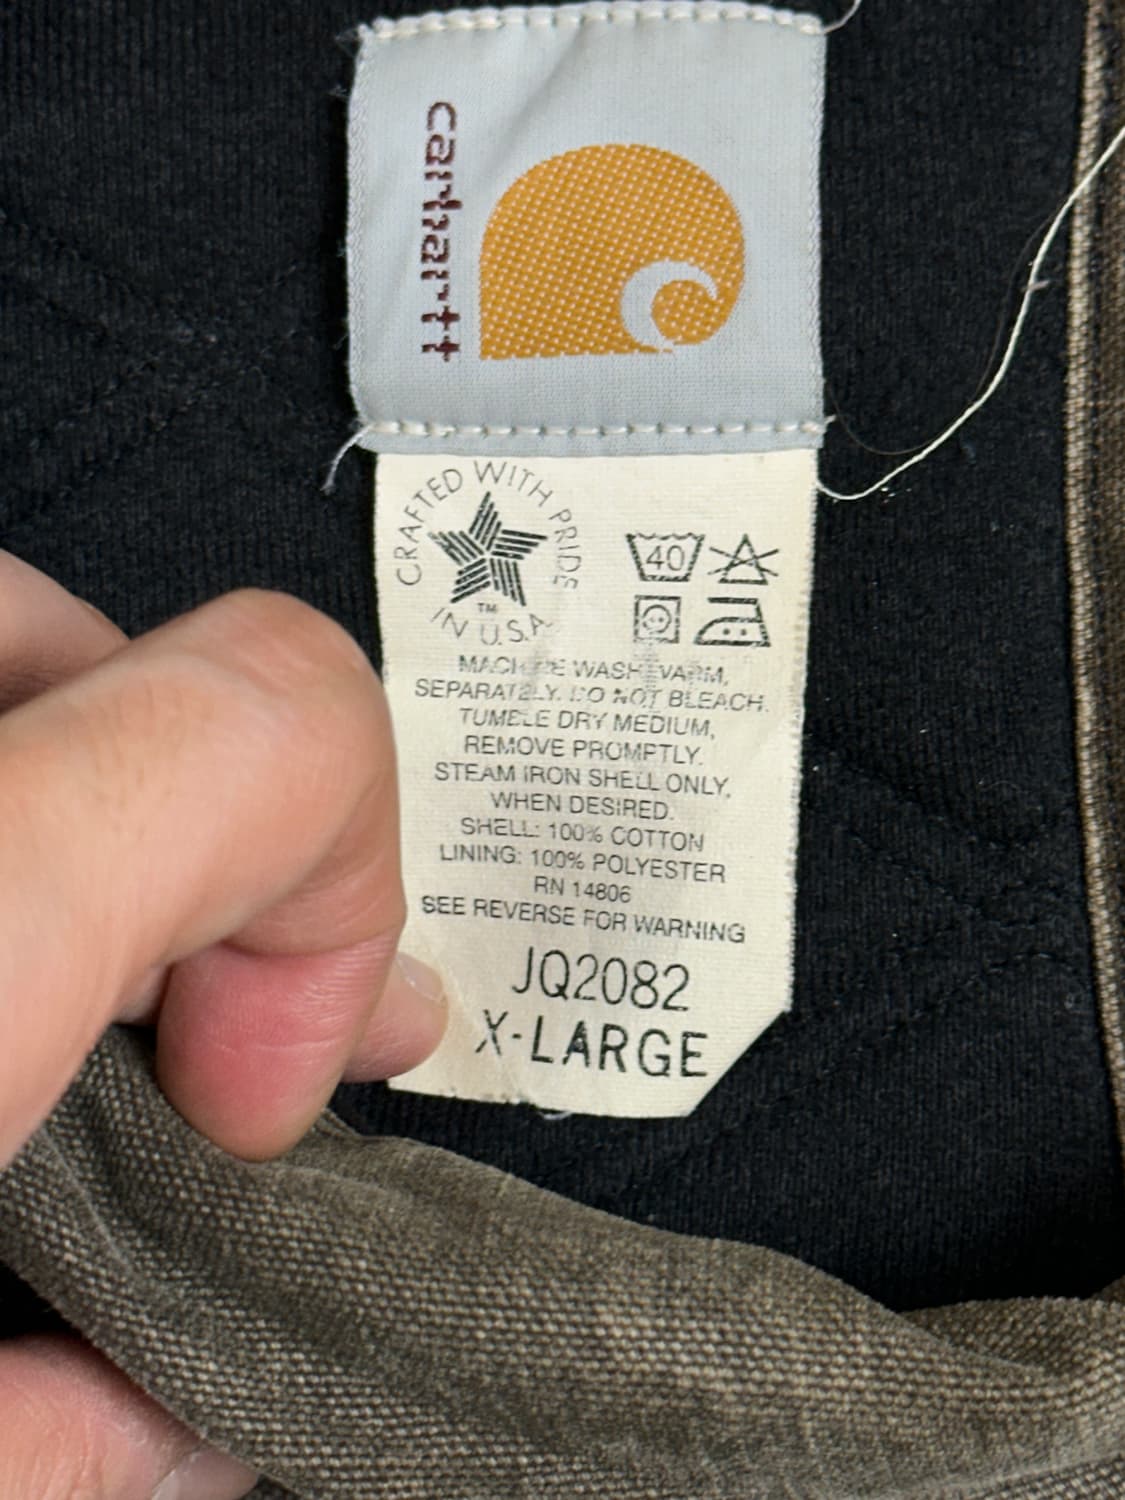 carhartt
CRAFTED WITH PRIDE
IN U.S.A.
TM
40
MACHINE WASH WARM,
SEPARATELY. DO NOT BLEACH.
TUMBLE DRY MEDIUM,
REMOVE PROMPTLY.
STEAM IRON SHELL ONLY,
WHEN DESIRED.
SHELL: 100% COTTON
LINING: 100% POLYESTER
RN 14806
SEE REVERSE FOR WARNING
JQ2082
X-LARGE